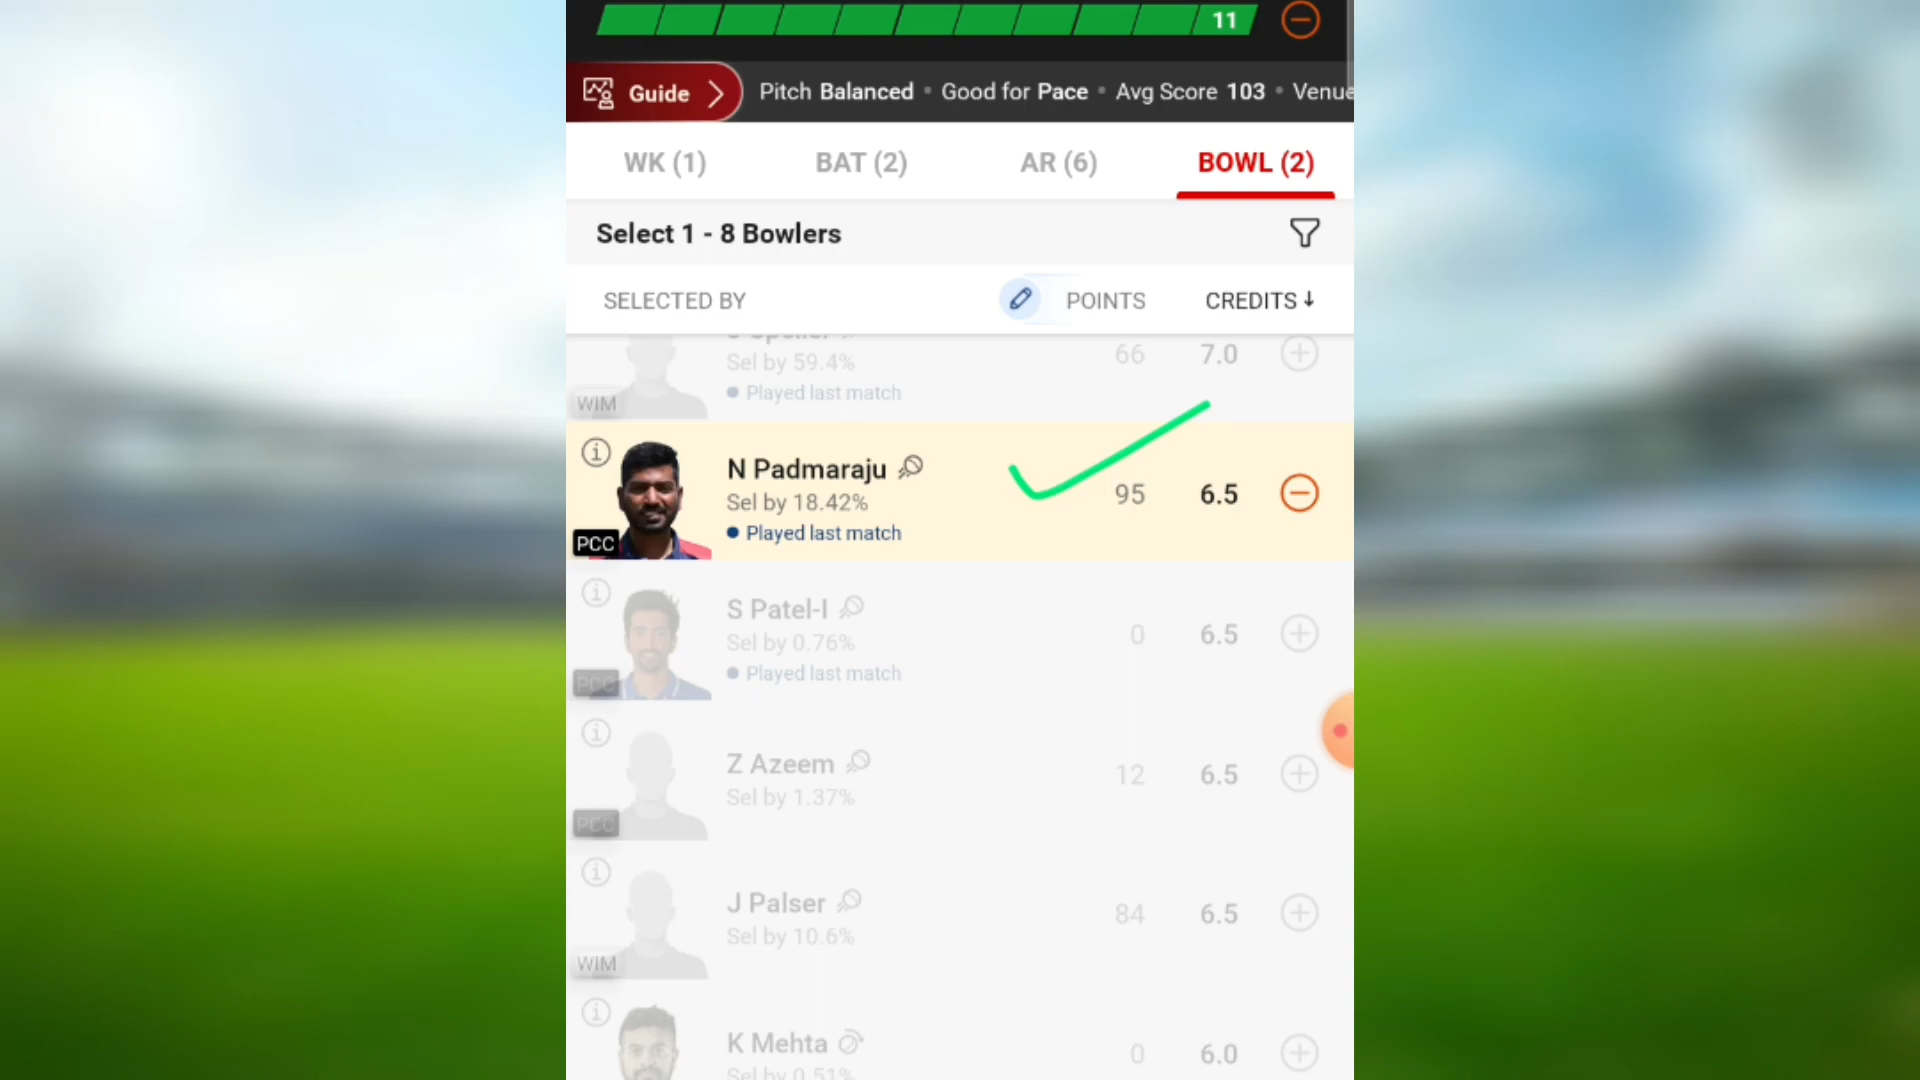 11
Guide Pitch Balanced • Good for Pace • Avg Score 103 • Venue
WK (1) BAT (2) AR (6) BOWL (2)
Select 1 - 8 Bowlers
SELECTED BY POINTS CREDITS ↓
Sel by 59.4% 66 7.0
Played last match
WIM
N Padmaraju
Sel by 18.42% 95 6.5
Played last match
PCC
S Patel-I
Sel by 0.76% 0 6.5
Played last match
PCC
Z Azeem
Sel by 1.37% 12 6.5
PCC
J Palser
Sel by 10.6% 84 6.5
WIM
K Mehta 0 6.0
Sel by 0.51%